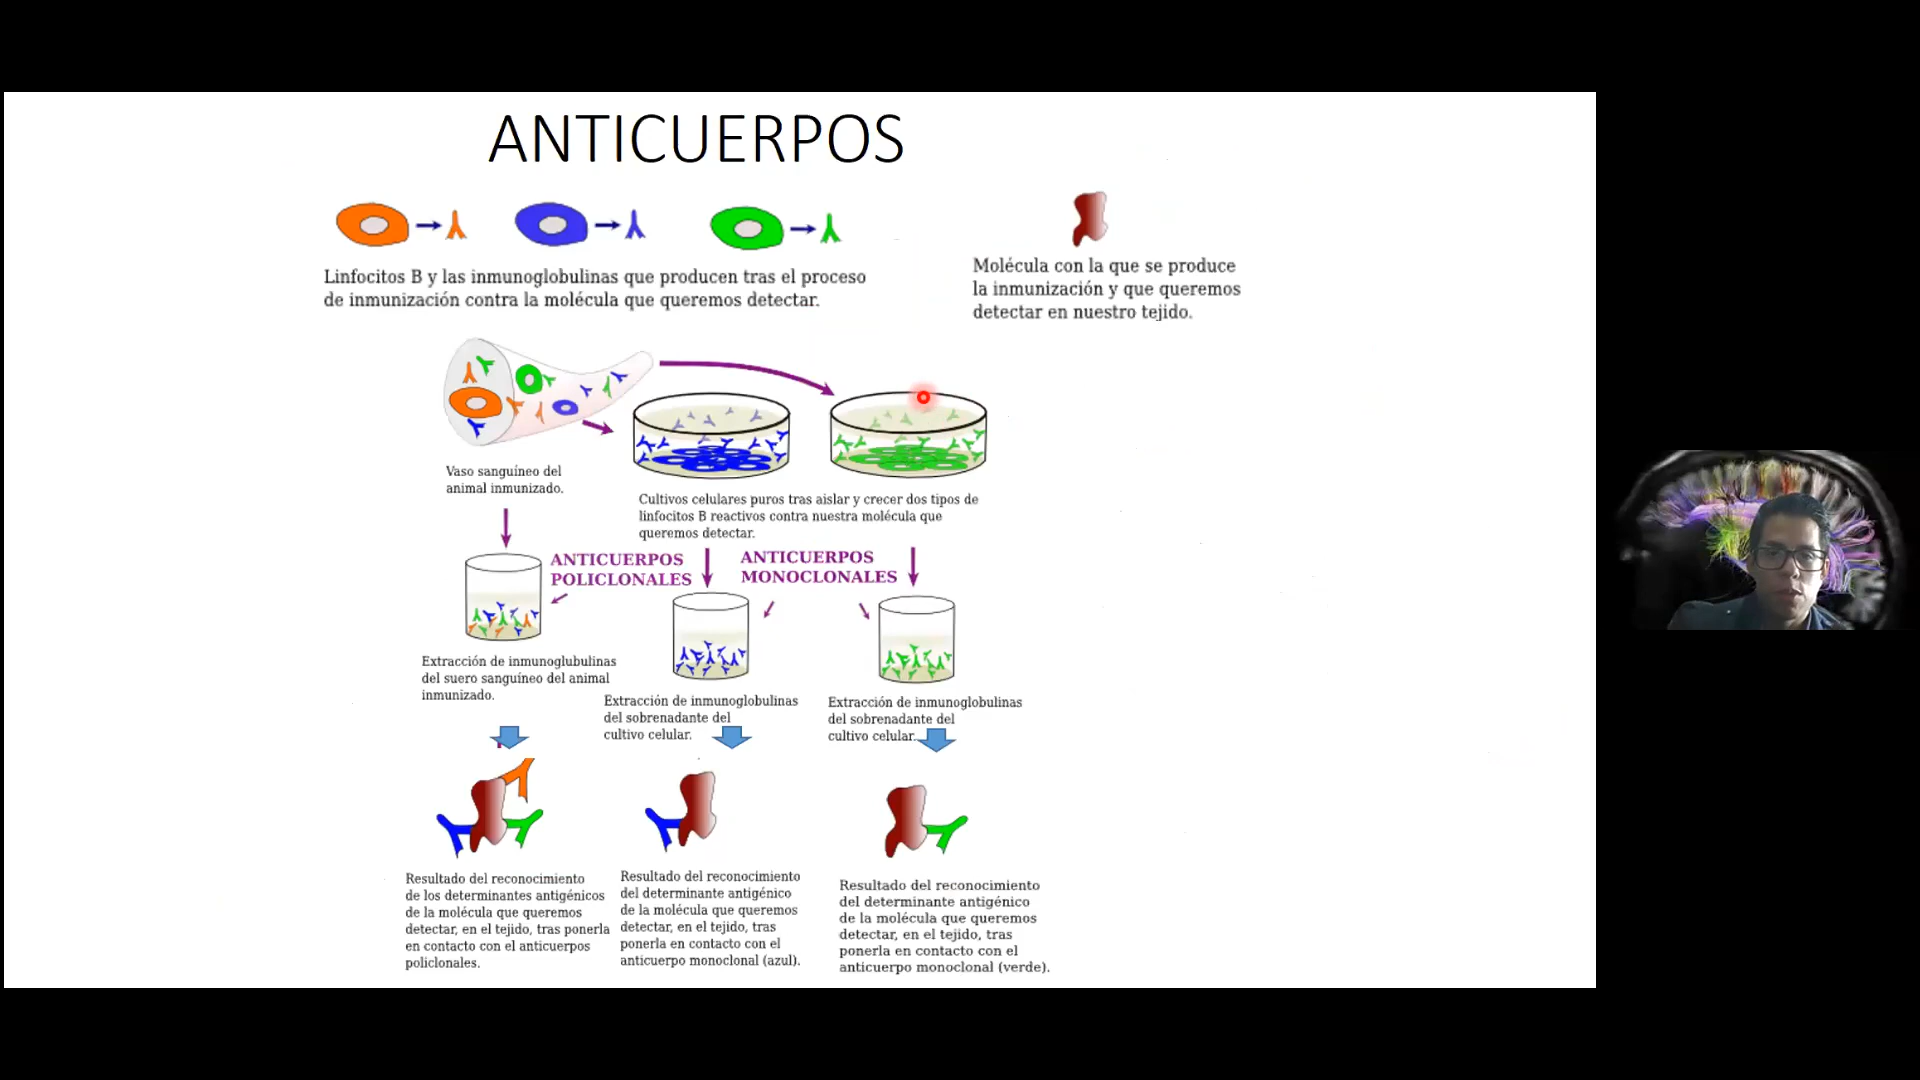 ANTICUERPOS
Linfocitos B y las inmunoglobulinas que producen tras el proceso
de inmunización contra la molécula que queremos detectar.
Molécula con la que se produce
la inmunización y que queremos
detectar en nuestro tejido.
Vaso sanguíneo del
animal inmunizado.
Cultivos celulares puros tras aislar y crecer dos tipos de
linfocitos B reactivos contra nuestra molécula que
queremos detectar.
ANTICUERPOS
POLICLONALES
ANTICUERPOS
MONOCLONALES
Extracción de inmunoglubulinas
del suero sanguíneo del animal
inmunizado.
Extracción de inmunoglobulinas
del sobrenadante del
cultivo celular.
Extracción de inmunoglobulinas
del sobrenadante del
cultivo celular.
Resultado del reconocimiento
de los determinantes antigénicos
de la molécula que queremos
detectar, en el tejido, tras ponerla
en contacto con el anticuerpos
policlonales.
Resultado del reconocimiento
del determinante antigénico
de la molécula que queremos
detectar, en el tejido, tras
ponerla en contacto con el
anticuerpo monoclonal (azul).
Resultado del reconocimiento
del determinante antigénico
de la molécula que queremos
detectar, en el tejido, tras
ponerla en contacto con el
anticuerpo monoclonal (verde).